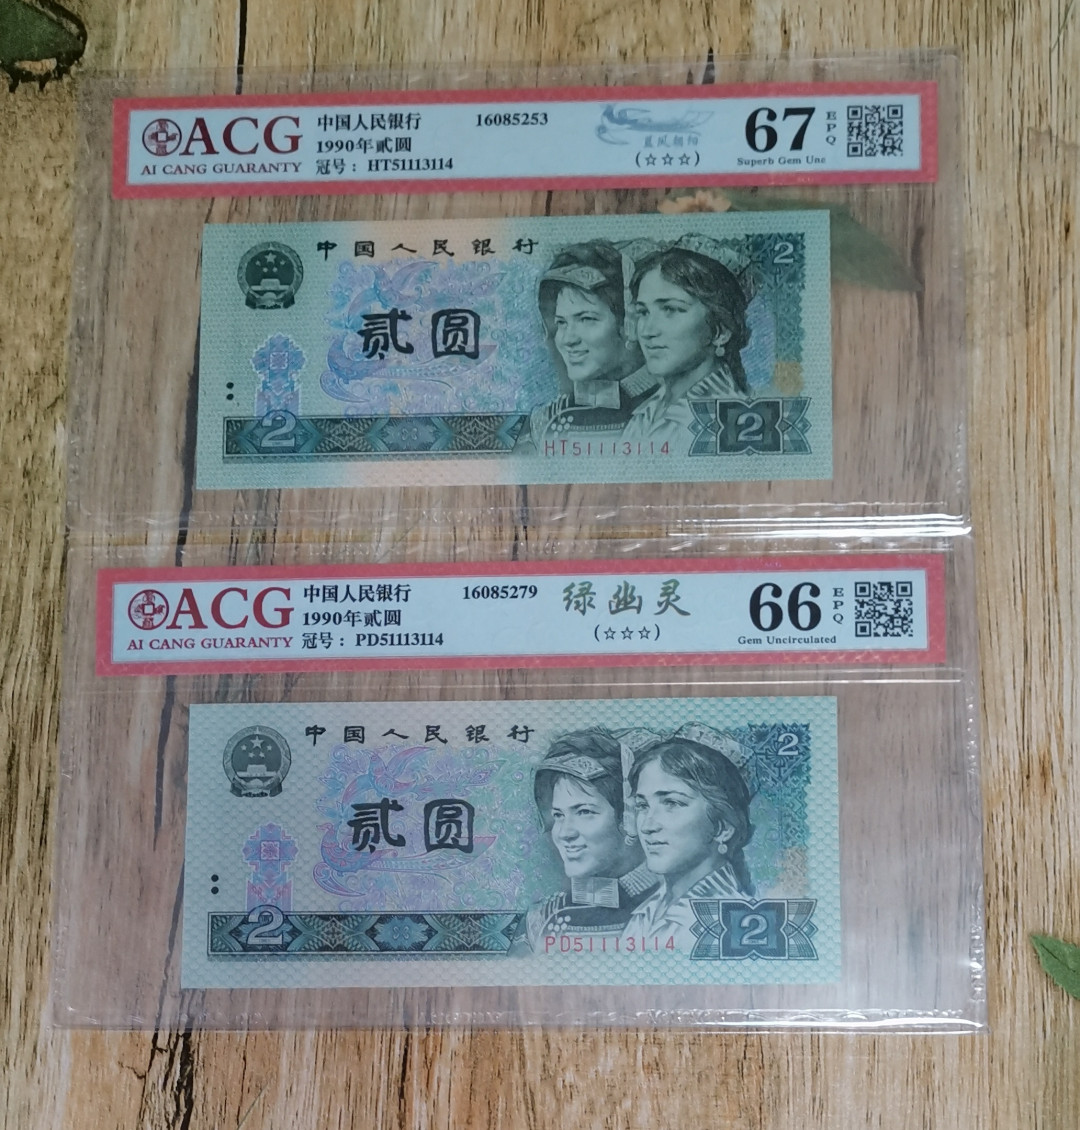 ACG
AI CANG GUARANTY
中国人民银行
1990年贰圆
冠号： HT51113114
16085253
蓝凤朝阳
(☆☆☆)
67
EPQ
Superb Gem Unc
中国人民银行
贰圆
2
2
2
HT51113114
ACG
AI CANG GUARANTY
中国人民银行
1990年贰圆
冠号： PD51113114
16085279
绿幽灵
(☆☆☆)
66
EPQ
Gem Uncirculated
中国人民银行
贰圆
2
2
2
PD51113114